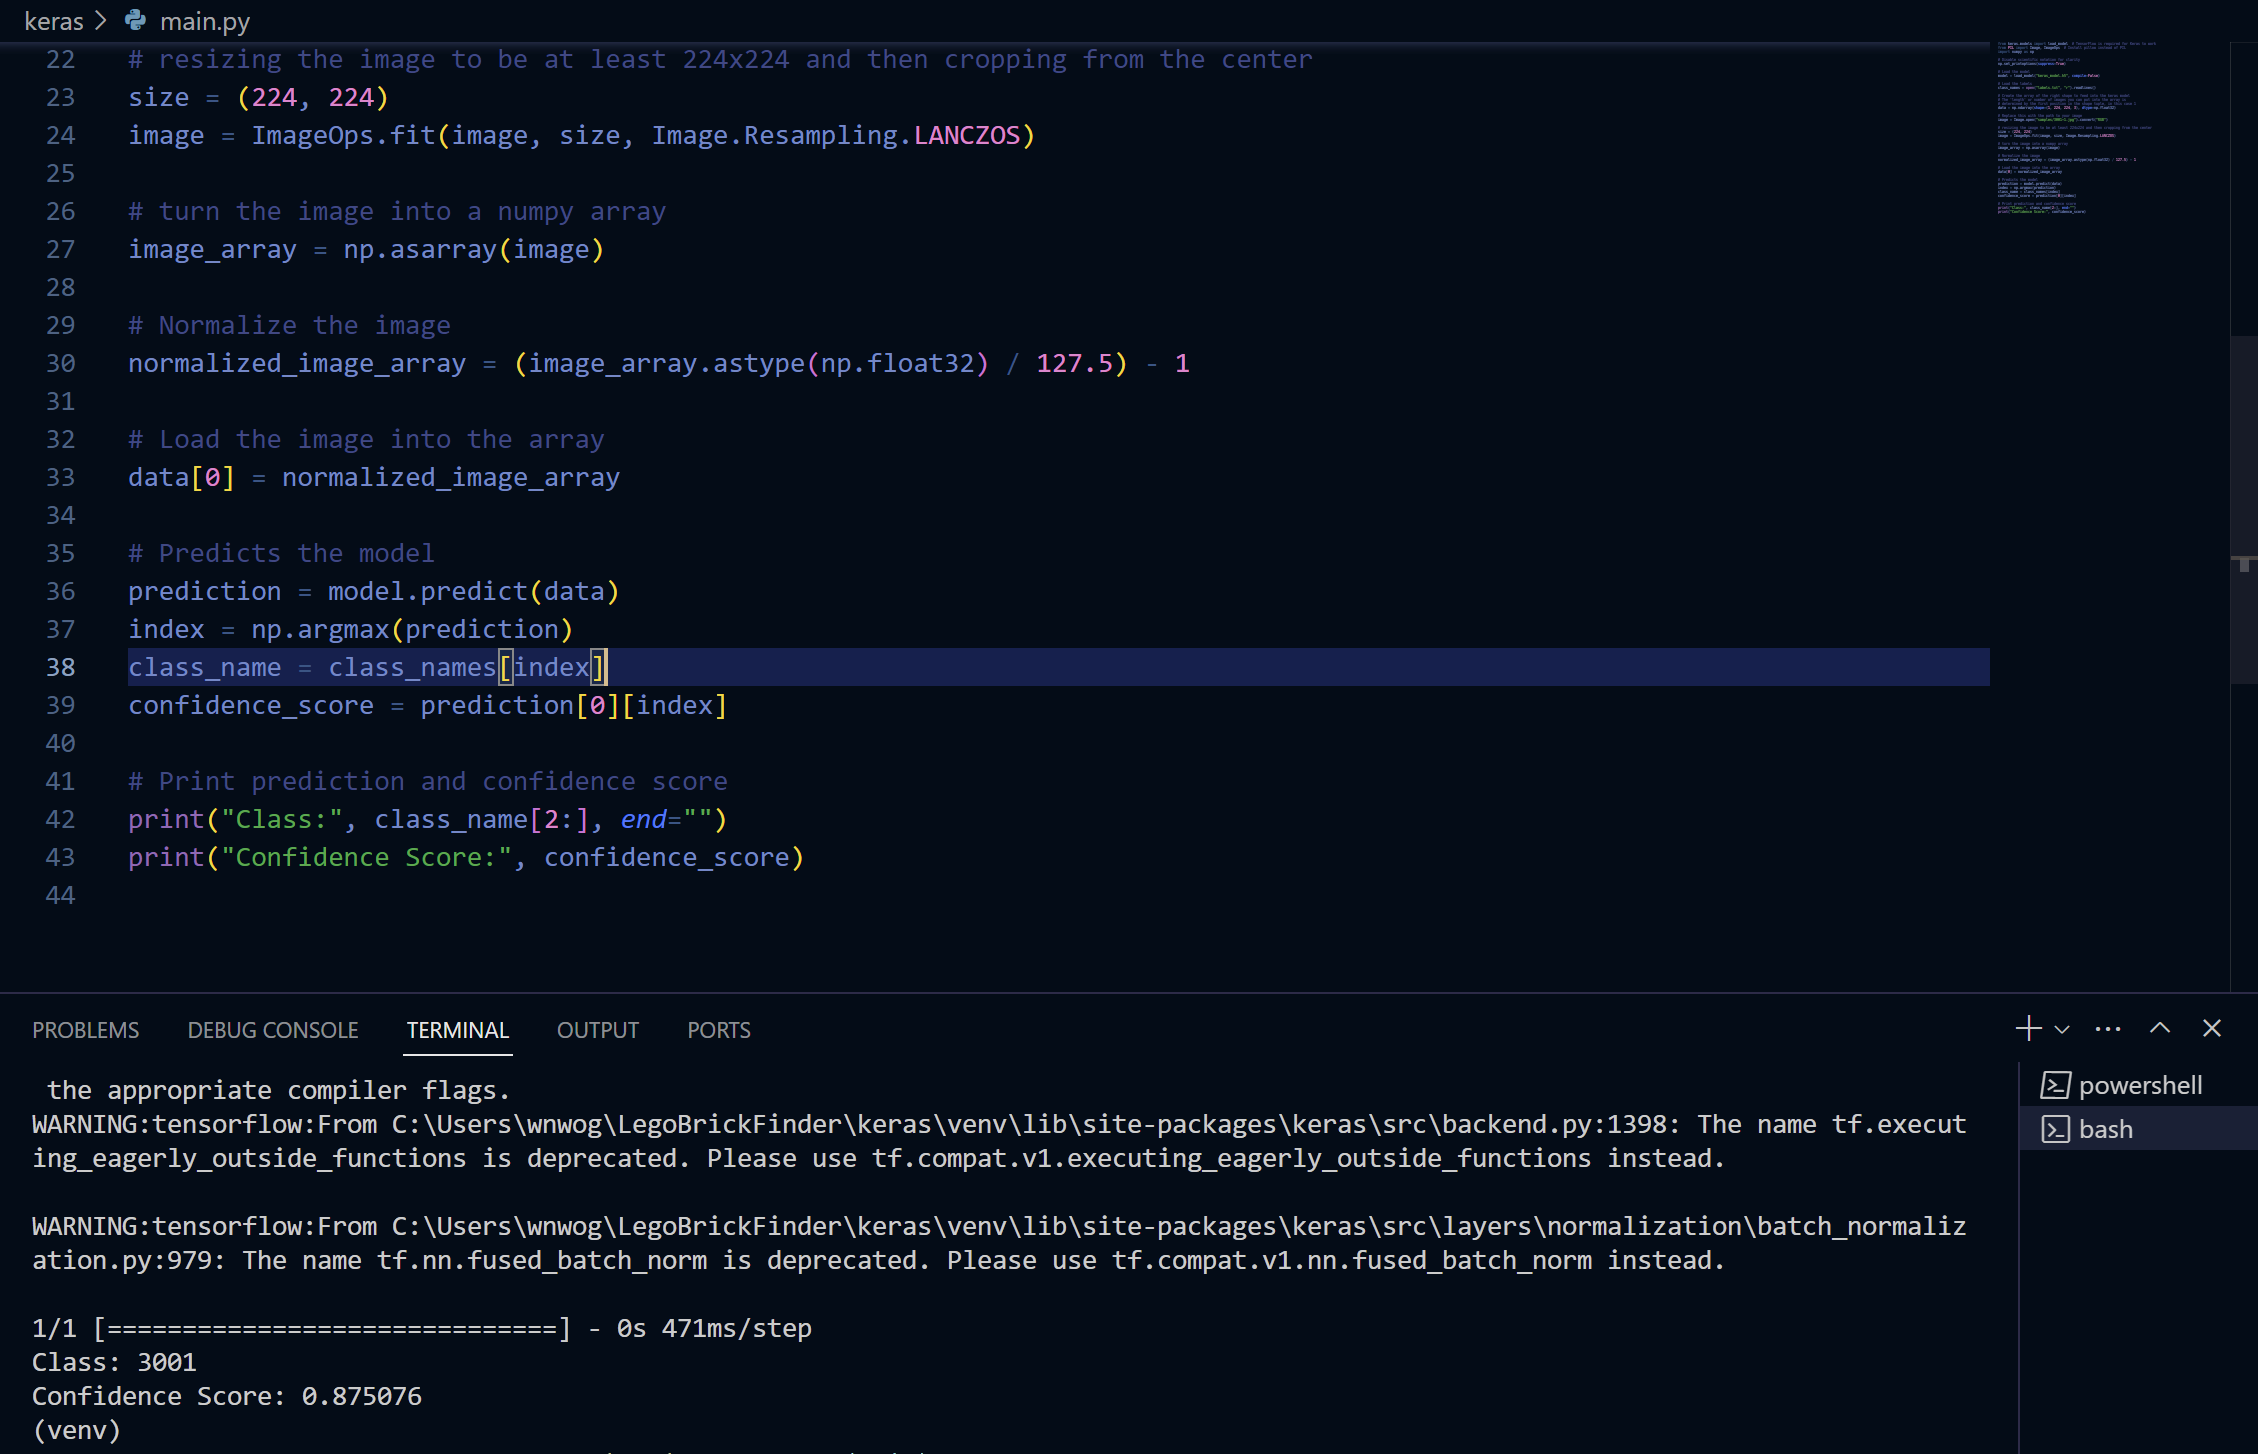 keras > main.py
22 # resizing the image to be at least 224x224 and then cropping from the center
23 size = (224, 224)
24 image = ImageOps.fit(image, size, Image.Resampling.LANCZOS)
25
26 # turn the image into a numpy array
27 image_array = np.asarray(image)
28
29 # Normalize the image
30 normalized_image_array = (image_array.astype(np.float32) / 127.5) - 1
31
32 # Load the image into the array
33 data[0] = normalized_image_array
34
35 # Predicts the model
36 prediction = model.predict(data)
37 index = np.argmax(prediction)
38 class_name = class_names[index]
39 confidence_score = prediction[0][index]
40
41 # Print prediction and confidence score
42 print("Class:", class_name[2:], end="")
43 print("Confidence Score:", confidence_score)
44
PROBLEMS DEBUG CONSOLE TERMINAL OUTPUT PORTS
the appropriate compiler flags.
WARNING:tensorflow:From C:\Users\wnwog\LegoBrickFinder\keras\venv\lib\site-packages\keras\src\backend.py:1398: The name tf.execut
ing_eagerly_outside_functions is deprecated. Please use tf.compat.v1.executing_eagerly_outside_functions instead.
WARNING:tensorflow:From C:\Users\wnwog\LegoBrickFinder\keras\venv\lib\site-packages\keras\src\layers\normalization\batch_normaliz
ation.py:979: The name tf.nn.fused_batch_norm is deprecated. Please use tf.compat.v1.nn.fused_batch_norm instead.
1/1 [==============================] - 0s 471ms/step
Class: 3001
Confidence Score: 0.875076
(venv)
powershell
bash